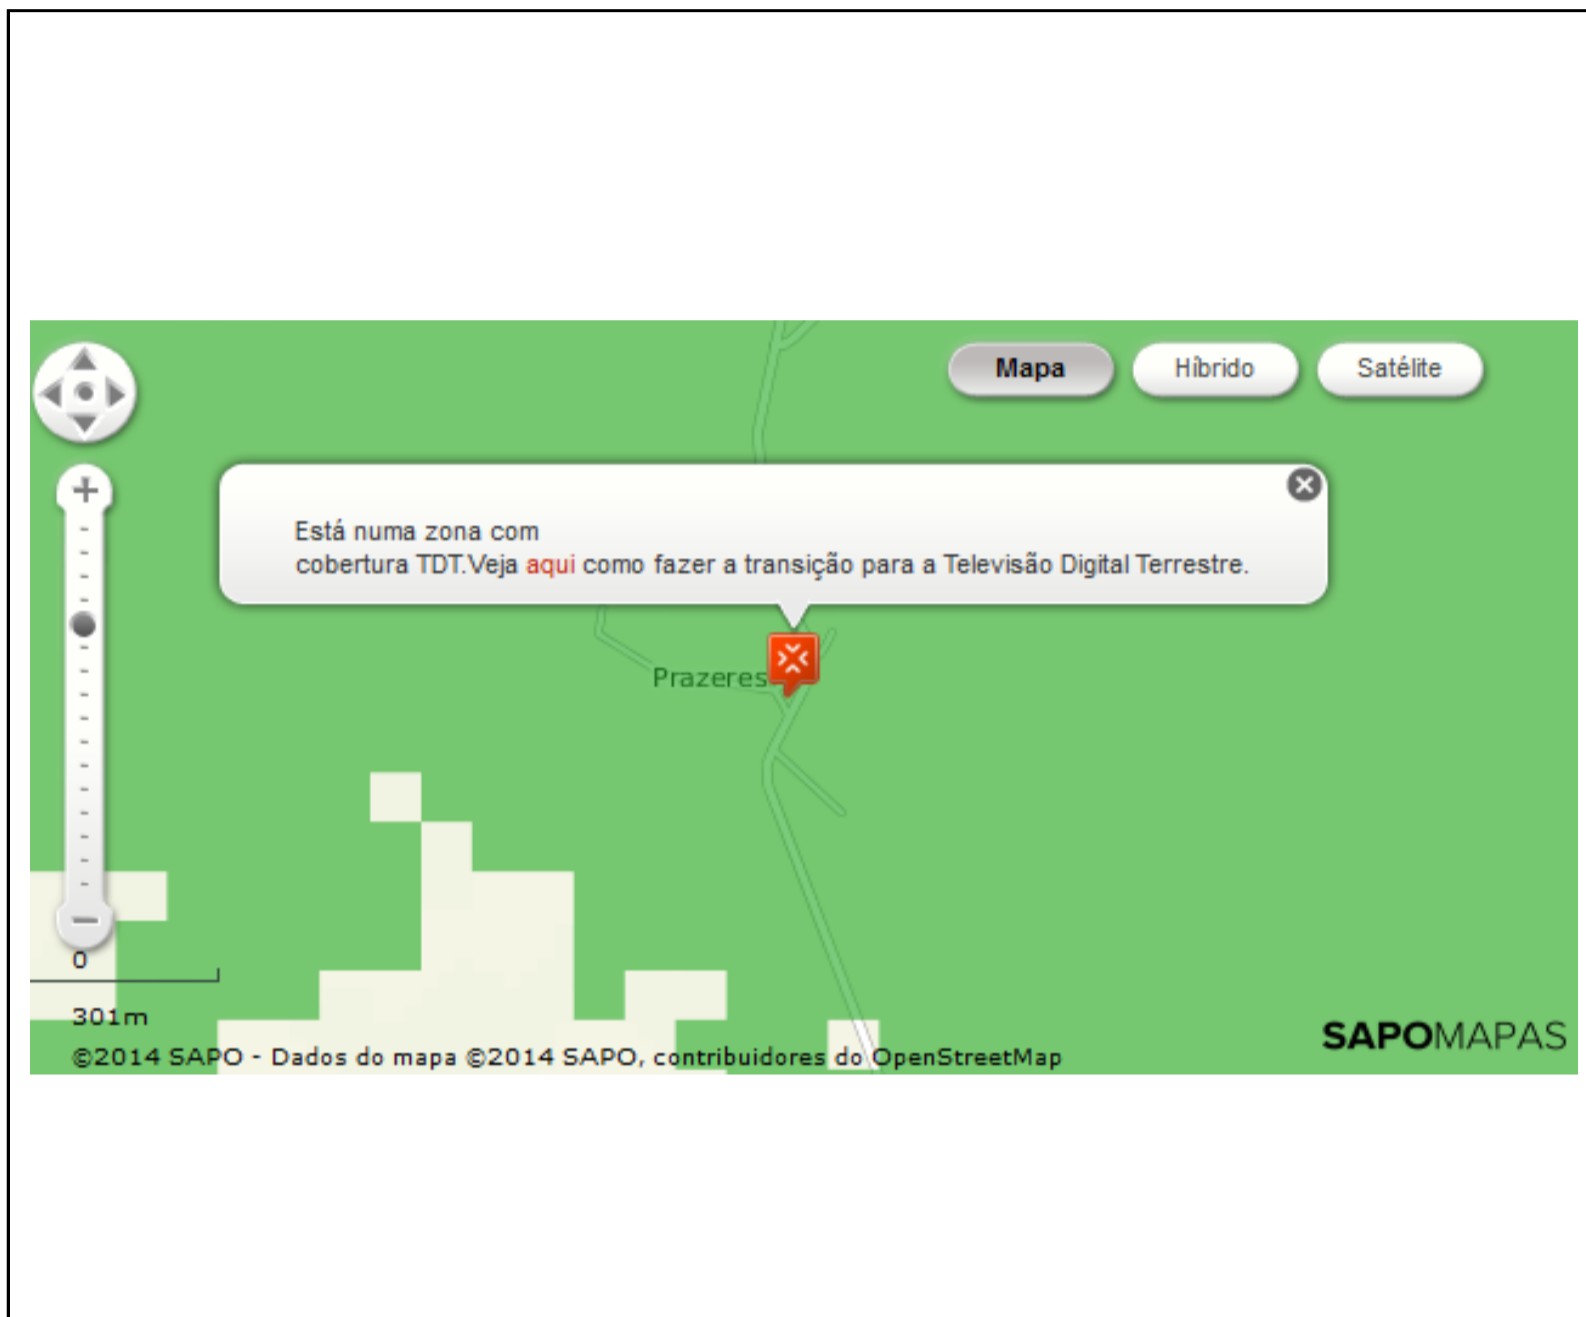 Mapa
Híbrido
Satélite
Está numa zona com
cobertura TDT.Veja aqui como fazer a transição para a Televisão Digital Terrestre.
Prazeres
0
301m
SAPOMAPAS
©2014 SAPO - Dados do mapa ©2014 SAPO, contribuidores do OpenStreetMap